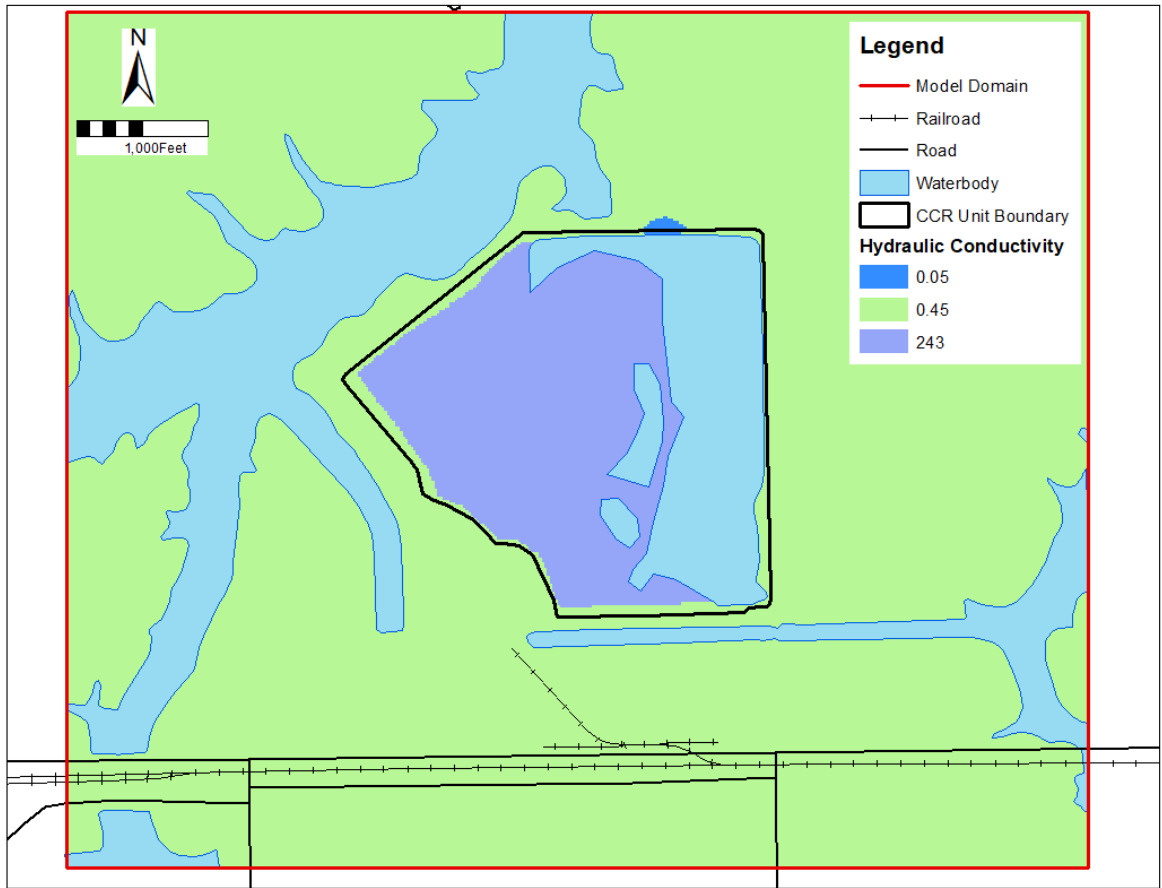 N
1,000Feet
Legend
Model Domain
Railroad
Road
Waterbody
CCR Unit Boundary
Hydraulic Conductivity
0.05
0.45
243